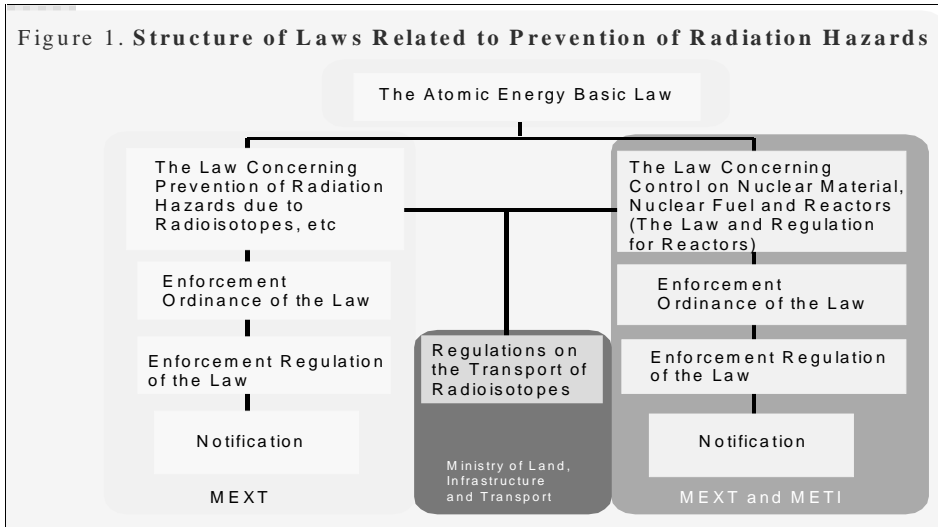 Figure 1. Structure of Laws Related to Prevention of Radiation Hazards
The Atomic Energy Basic Law
The Law Concerning
Prevention of Radiation
Hazards due to
Radioisotopes, etc
Enforcement
Ordinance of the Law
Enforcement Regulation
of the Law
Notification
MEXT
Regulations on
the Transport of
Radioisotopes
Ministry of Land,
Infrastructure
and Transport
The Law Concerning
Control on Nuclear Material,
Nuclear Fuel and Reactors
(The Law and Regulation
for Reactors)
Enforcement
Ordinance of the Law
Enforcement Regulation
of the Law
Notification
MEXT and METI